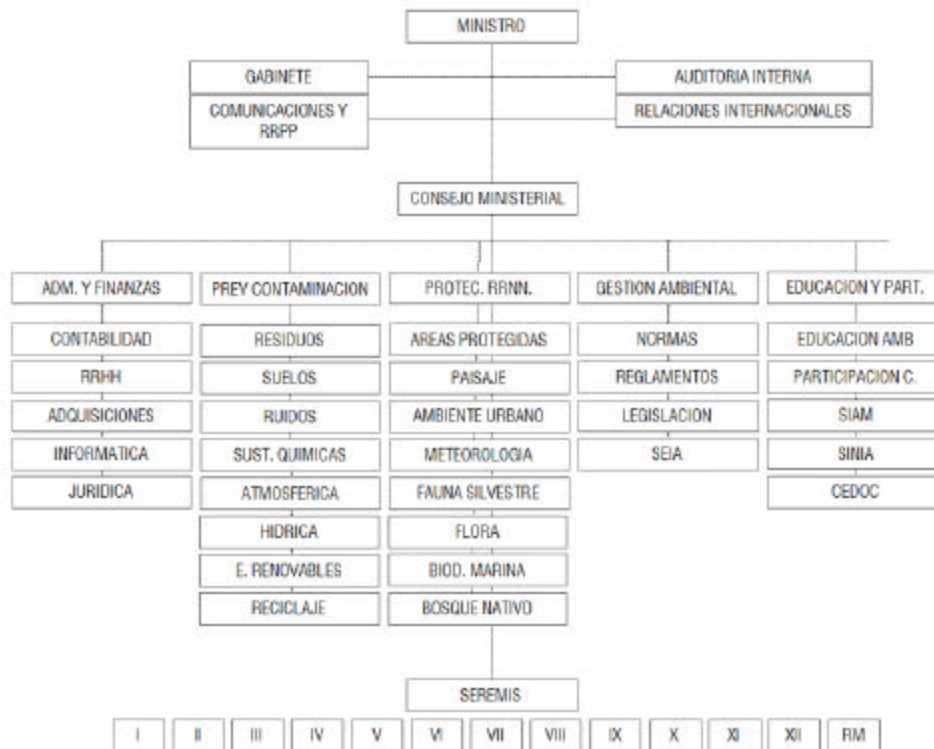 MINISTRO
GABINETE
AUDITORIA INTERNA
COMUNICACIONES Y
RRPP
RELACIONES INTERNACIONALES
CONSEJO MINISTERIAL
ADM. Y FINANZAS
CONTABILIDAD
RRHH
ADQUISICIONES
INFORMATICA
JURIDICA
PREV CONTAMINACION
RESIDUOS
SUELOS
RUIDOS
SUST. QUIMICAS
ATMOSFERICA
HIDRICA
E. RENOVABLES
RECICLAJE
PROTEC. RRNN.
AREAS PROTEGIDAS
PAISAJE
AMBIENTE URBANO
METEOROLOGIA
FAUNA SILVESTRE
FLORA
BIOD. MARINA
BOSQUE NATIVO
GESTION AMBIENTAL
NORMAS
REGLAMENTOS
LEGISLACION
SEIA
EDUCACION Y PART.
EDUCACION AMB
PARTICIPACION C.
SIAM
SINIA
CEDOC
SEREMIS
I II III IV V VI VII VIII IX X XI XII RM